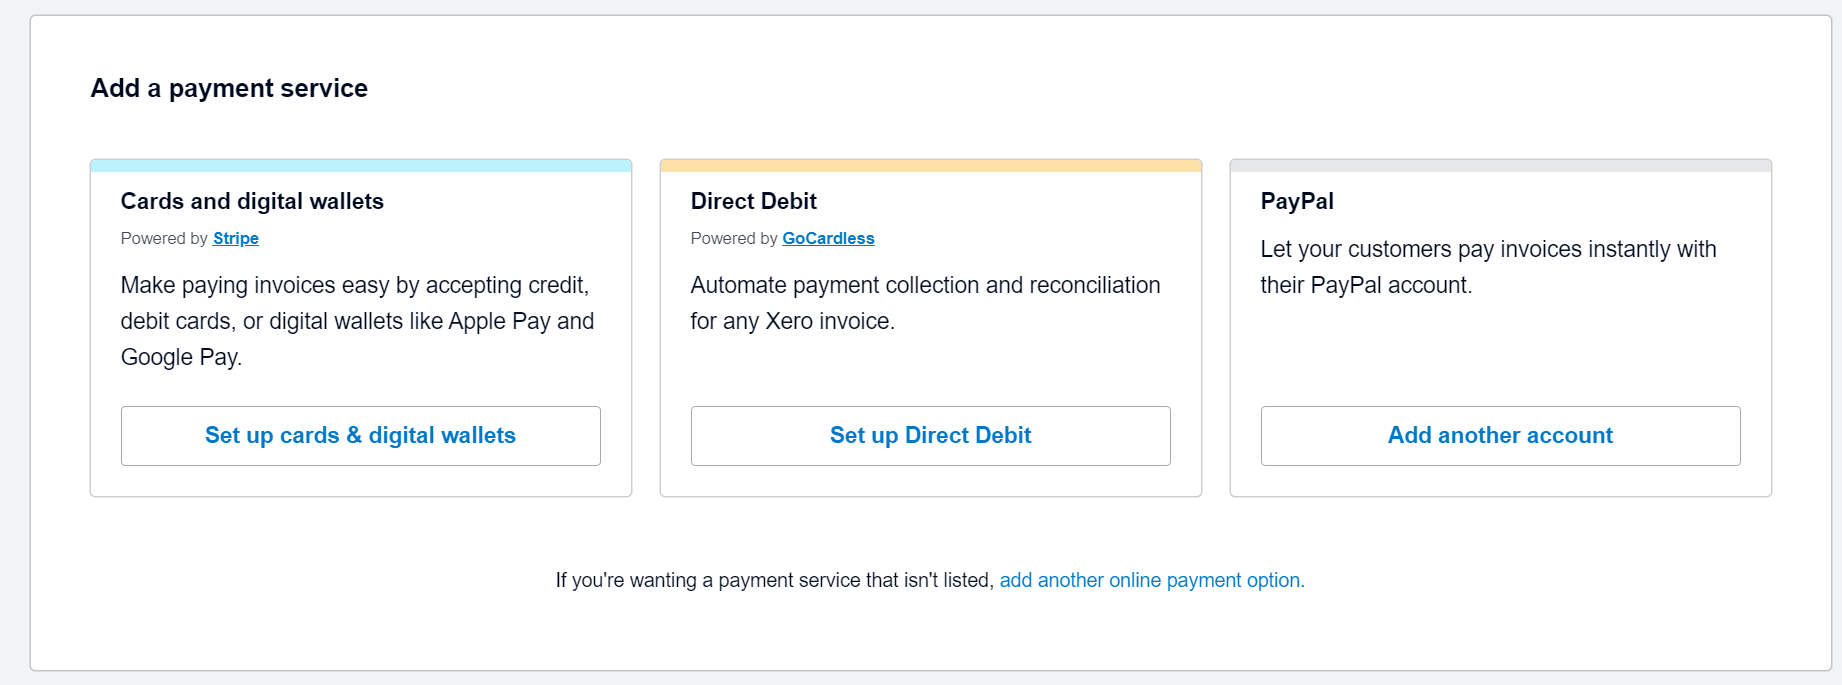 Add a payment service
Cards and digital wallets
Powered by Stripe
Make paying invoices easy by accepting credit,
debit cards, or digital wallets like Apple Pay and
Google Pay.
Set up cards & digital wallets
Direct Debit
Powered by GoCardless
Automate payment collection and reconciliation
for any Xero invoice.
Set up Direct Debit
PayPal
Let your customers pay invoices instantly with
their PayPal account.
Add another account
If you're wanting a payment service that isn't listed, add another online payment option.